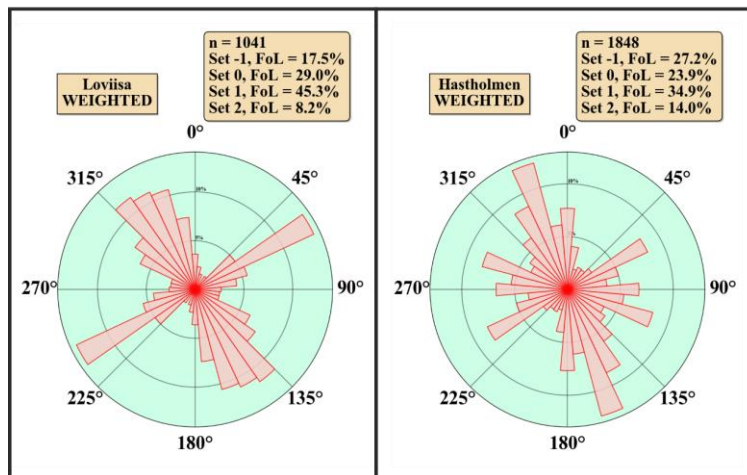 n = 1041
Set -1, FoL = 17.5%
Set 0, FoL = 29.0%
Set 1, FoL = 45.3%
Set 2, FoL = 8.2%
Loviisa
WEIGHTED
0°
315°
45°
270°
90°
225°
135°
180°
n = 1848
Set -1, FoL = 27.2%
Set 0, FoL = 23.9%
Set 1, FoL = 34.9%
Set 2, FoL = 14.0%
Hastholmen
WEIGHTED
0°
315°
45°
270°
90°
225°
135°
180°